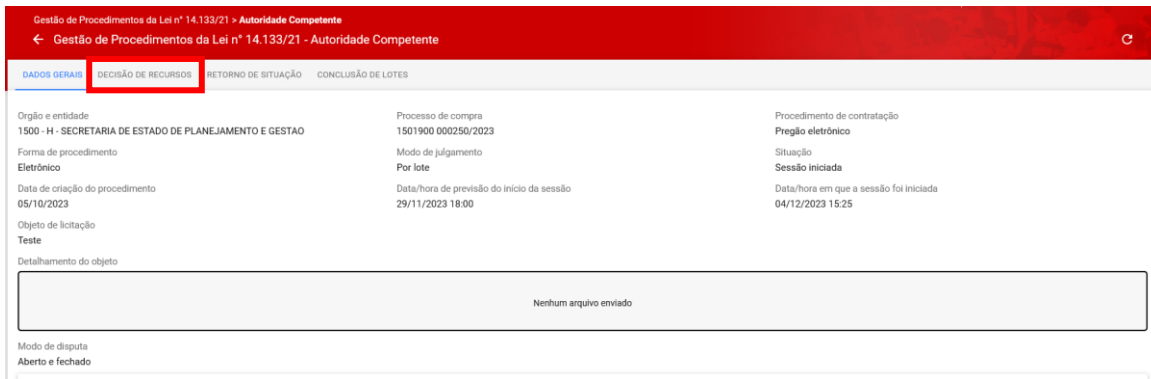 Gestão de Procedimentos da Lei n° 14.133/21 > Autoridade Competente
Gestão de Procedimentos da Lei n° 14.133/21 - Autoridade Competente
DADOS GERAIS DECISÃO DE RECURSOS RETORNO DE SITUAÇÃO CONCLUSÃO DE LOTES
Orgão e entidade Processo de compra Procedimento de contratação
1500 - H - SECRETARIA DE ESTADO DE PLANEJAMENTO E GESTAO 1501900 000250/2023 Pregão eletrônico
Forma de procedimento Modo de julgamento Situação
Eletrônico Por lote Sessão iniciada
Data de criação do procedimento Data/hora de previsão do início da sessão Data/hora em que a sessão foi iniciada
05/10/2023 29/11/2023 18:00 04/12/2023 15:25
Objeto de licitação
Teste
Detalhamento do objeto
Nenhum arquivo enviado
Modo de disputa
Aberto e fechado